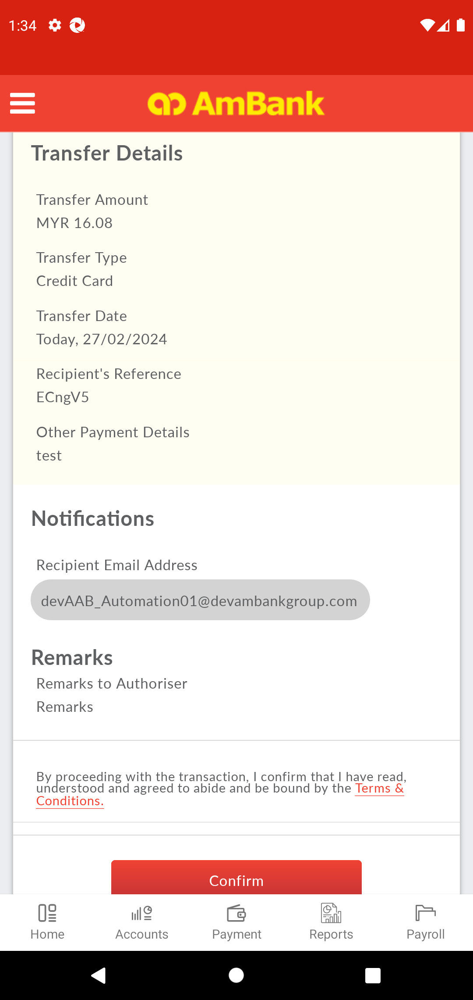 1:34
AmBank
Transfer Details
Transfer Amount
MYR 16.08
Transfer Type
Credit Card
Transfer Date
Today, 27/02/2024
Recipient's Reference
ECngV5
Other Payment Details
test
Notifications
Recipient Email Address
devAAB_Automation01@devambankgroup.com
Remarks
Remarks to Authoriser
Remarks
By proceeding with the transaction, I confirm that I have read,
understood and agreed to abide and be bound by the Terms &
Conditions.
Confirm
Home Accounts Payment Reports Payroll